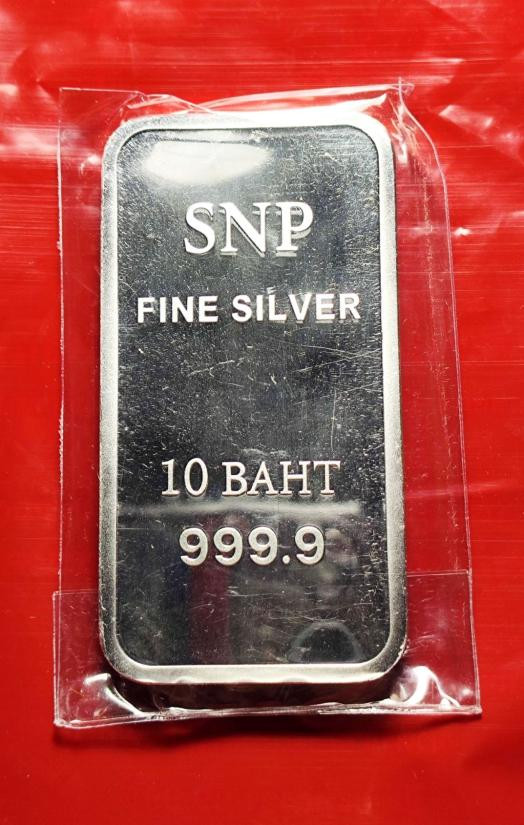 SNP
FINE SILVER
10 BAHT
999.9